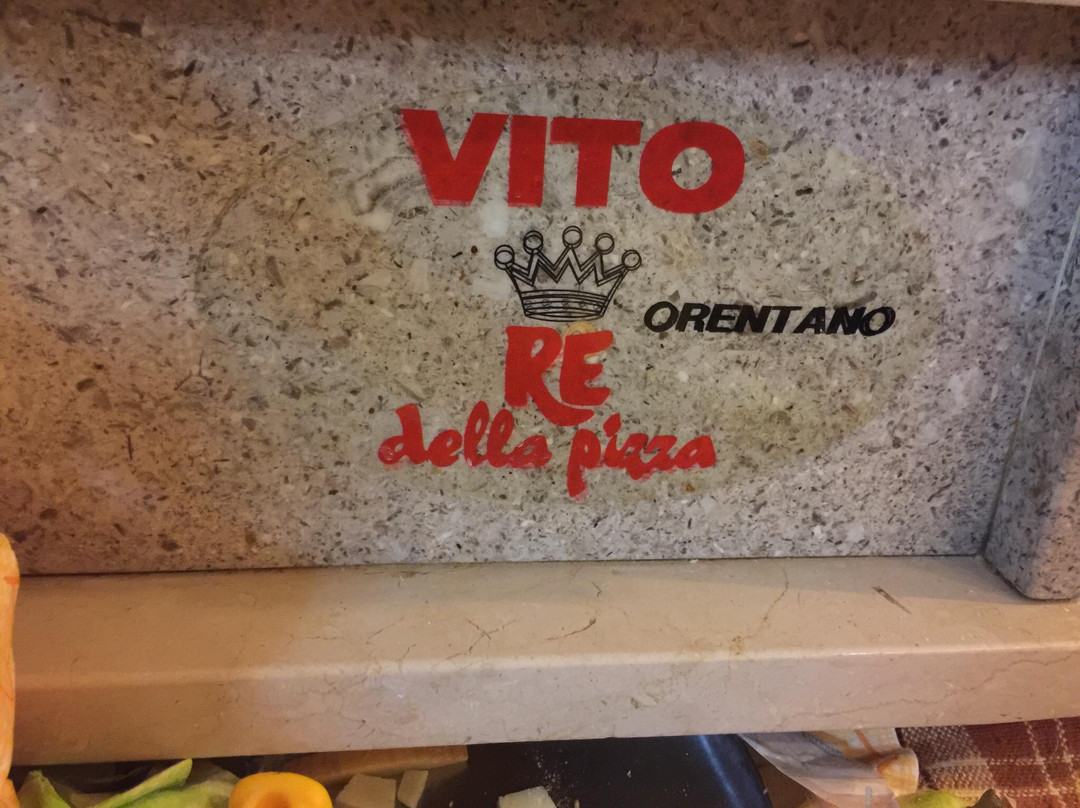 VITO
ORENTANO
RE
della pizza